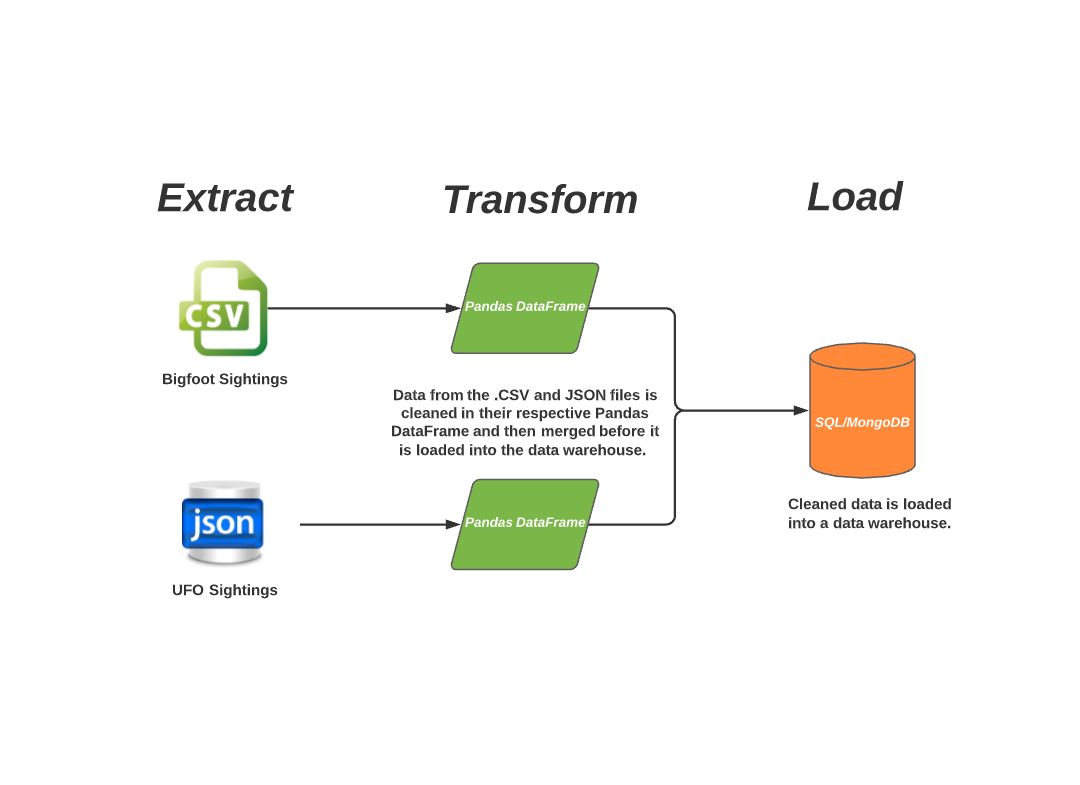 Extract
Transform
Load
CSV
Pandas DataFrame
Bigfoot Sightings
Data from the .CSV and JSON files is
cleaned in their respective Pandas
DataFrame and then merged before it
is loaded into the data warehouse.
SQL/MongoDB
json
Pandas DataFrame
Cleaned data is loaded
into a data warehouse.
UFO Sightings